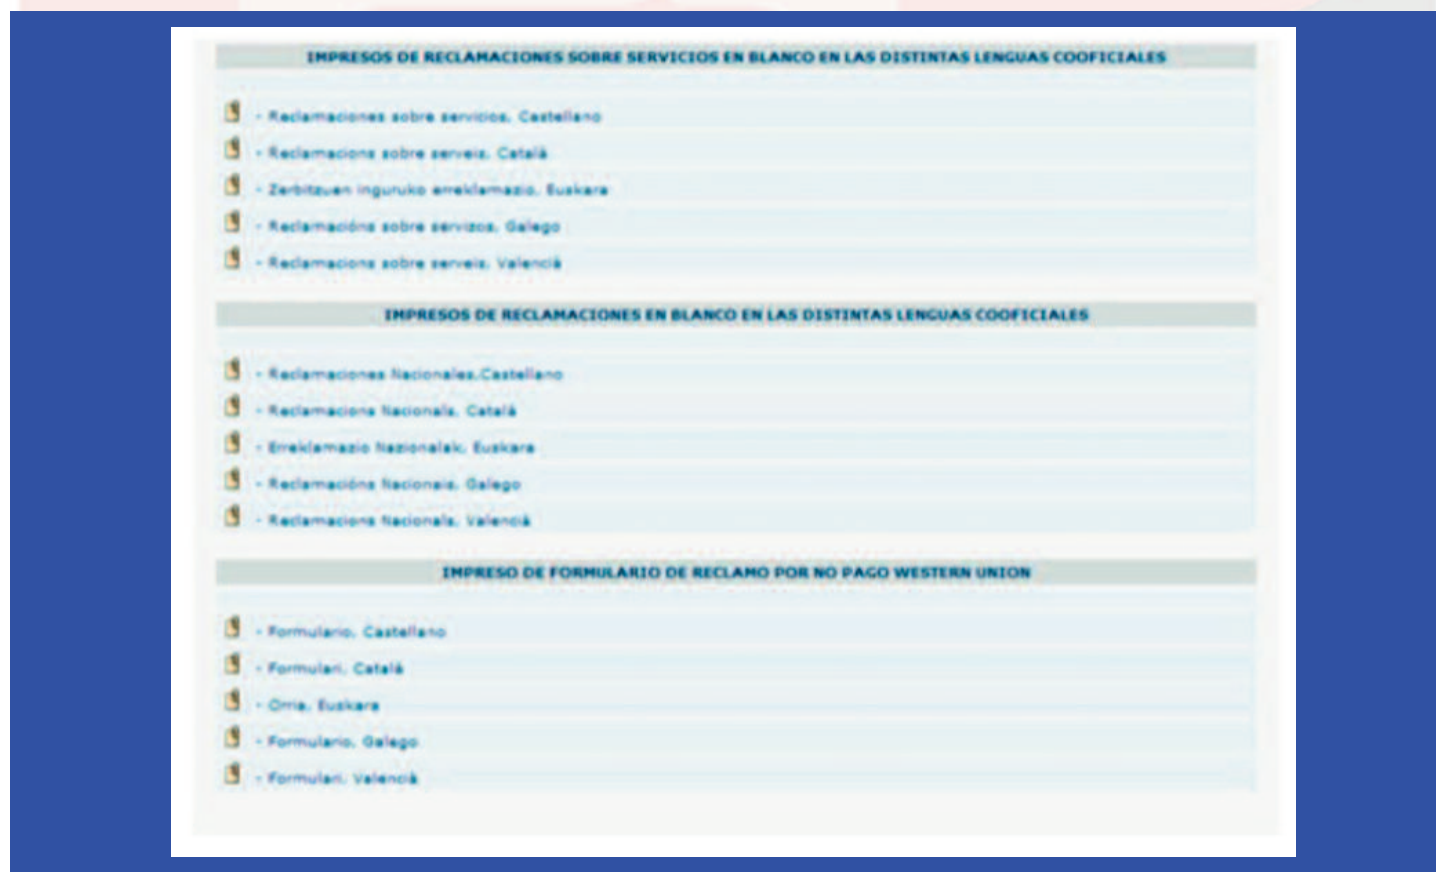 IMPRESOS DE RECLAMACIONES SOBRE SERVICIOS EN BLANCO EN LAS DISTINTAS LENGUAS COOFICIALES
- Reclamaciones sobre servicios. Castellano
- Reclamacions sobre serveis. Català
- Zerbitzuen inguruko erreklamazio. Euskara
- Reclamacións sobre servizos. Galego
- Reclamacions sobre serveis. Valencià
IMPRESOS DE RECLAMACIONES EN BLANCO EN LAS DISTINTAS LENGUAS COOFICIALES
- Reclamaciones Nacionales.Castellano
- Reclamacions Nacionals. Català
- Erreklamazio Nazionalak. Euskara
- Reclamacións Nacionais. Galego
- Reclamacions Nacionals. Valencià
IMPRESO DE FORMULARIO DE RECLAMO POR NO PAGO WESTERN UNION
- Formulario. Castellano
- Formulari. Català
- Orria. Euskara
- Formulario. Galego
- Formulari. Valencià